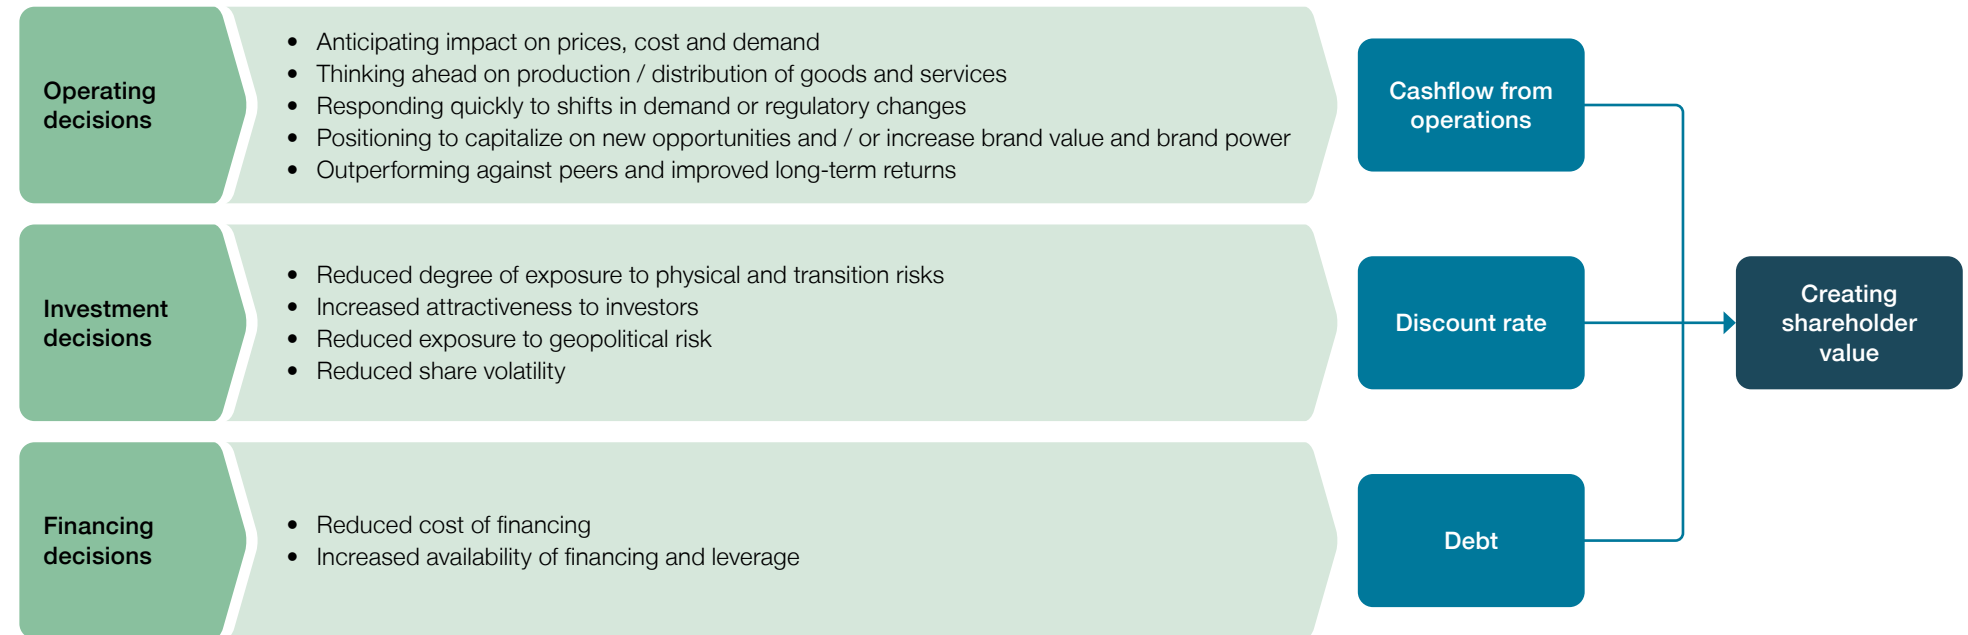 Operating
decisions
• Anticipating impact on prices, cost and demand
• Thinking ahead on production / distribution of goods and services
• Responding quickly to shifts in demand or regulatory changes
• Positioning to capitalize on new opportunities and / or increase brand value and brand power
• Outperforming against peers and improved long-term returns
Cashflow from
operations
Investment
decisions
• Reduced degree of exposure to physical and transition risks
• Increased attractiveness to investors
• Reduced exposure to geopolitical risk
• Reduced share volatility
Discount rate
Creating
shareholder
value
Financing
decisions
• Reduced cost of financing
• Increased availability of financing and leverage
Debt